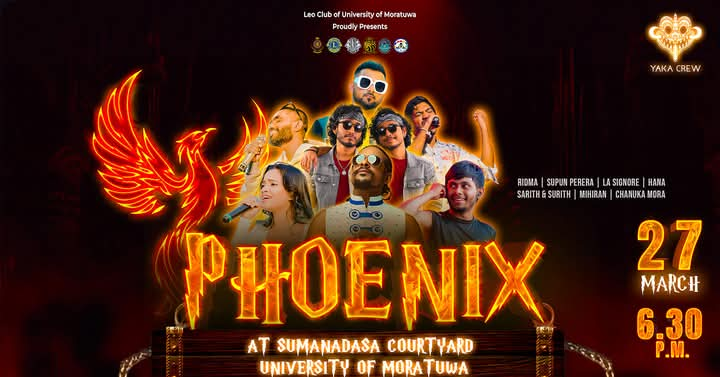 Leo Club of University of Moratuwa
Proudly Presents
YAKA CREW
RIDMA | SUPUN PERERA | LA SIGNORE | HANA
SARITH & SURITH | MIHIRAN | CHANUKA MORA
PHOENIX
27
MARCH
6.30
P.M.
AT SUMANADASA COURTYARD
UNIVERSITY OF MORATUWA